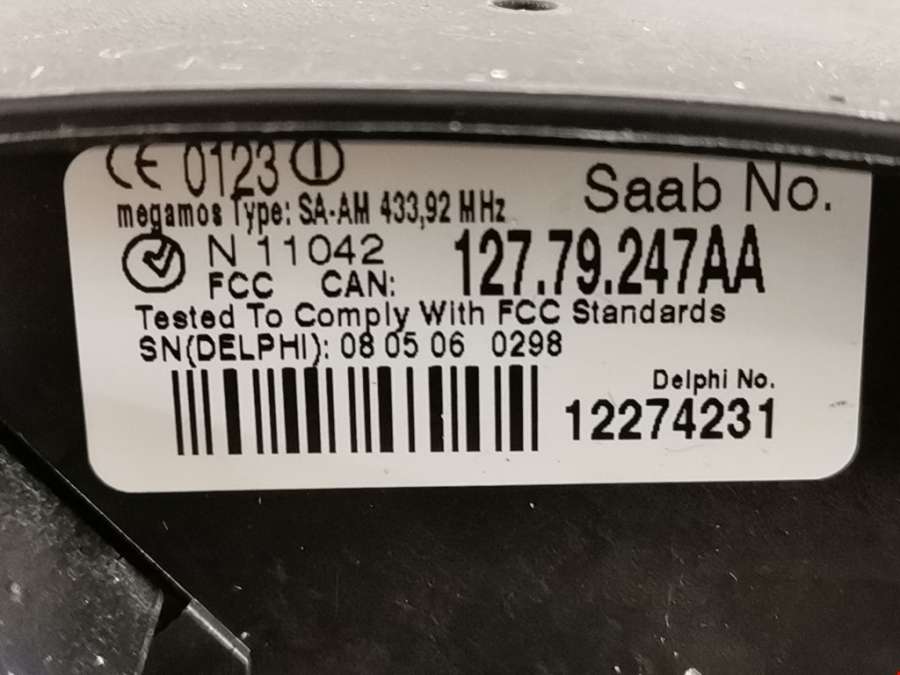 CE 0123
Saab No.
megamos Type: SA-AM 433,92 MHz
N 11042
127.79.247AA
FCC CAN:
Tested To Comply With FCC Standards
SN(DELPHI): 08 05 06 0298
Delphi No.
12274231